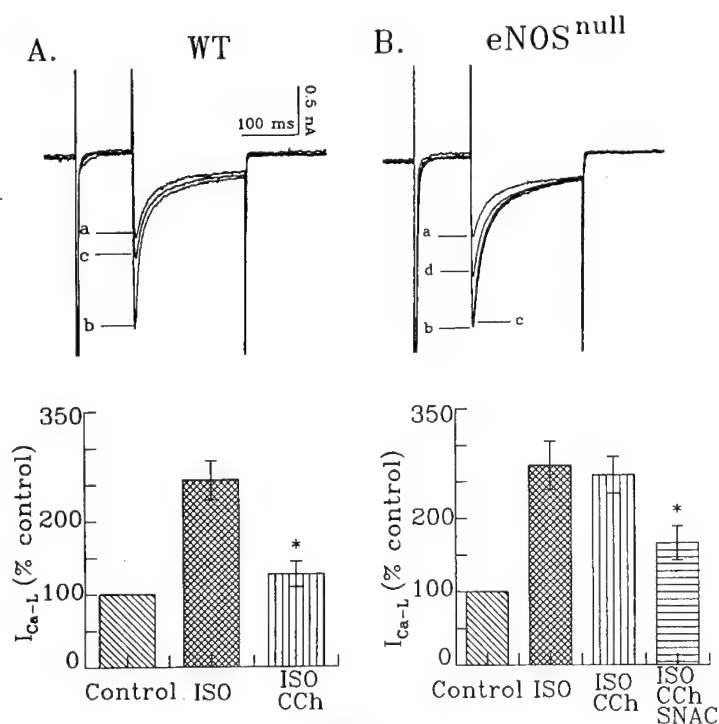 A. WT
100 ms
0.5 nA
a
c
b
I_Ca-L (% control)
350
200
100
0
Control
ISO
ISO
CCh
*
B. eNOS^null
a
d
b
c
I_Ca-L (% control)
350
200
100
0
Control
ISO
ISO
CCh
*
ISO
CCh
SNAC